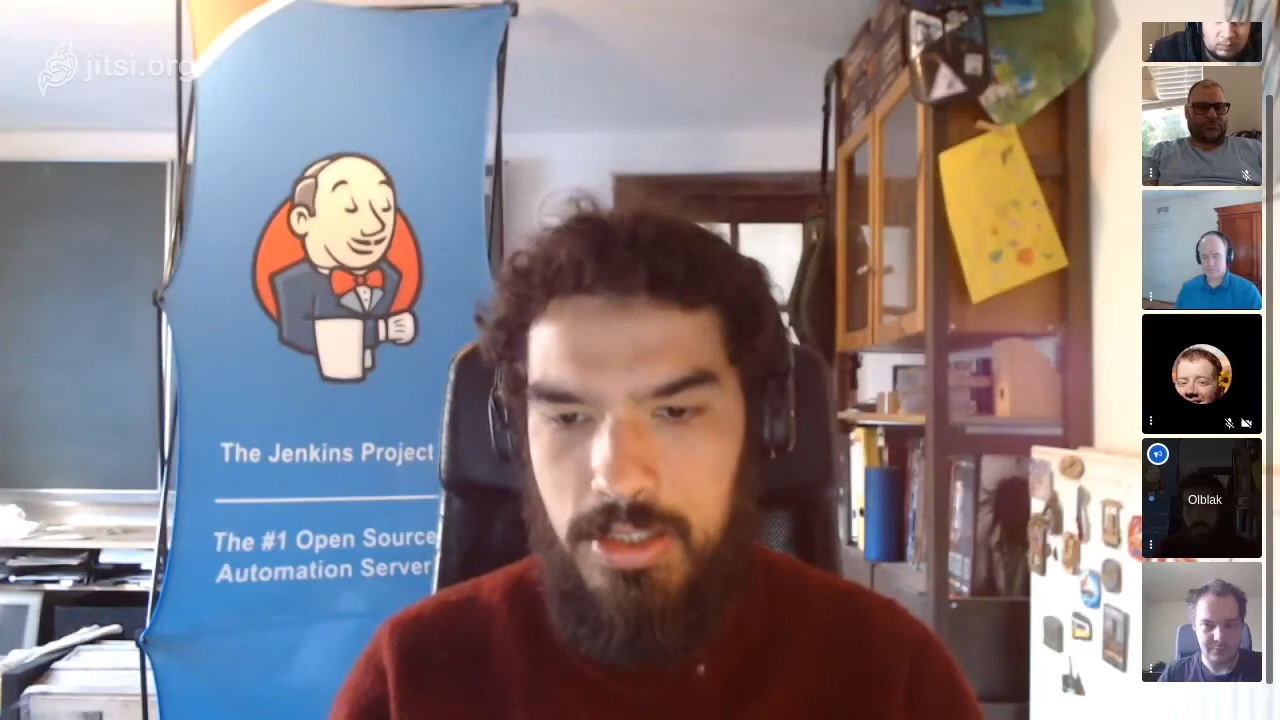 jitsi.org
The Jenkins Project
The #1 Open Source
Automation Server
Olblak